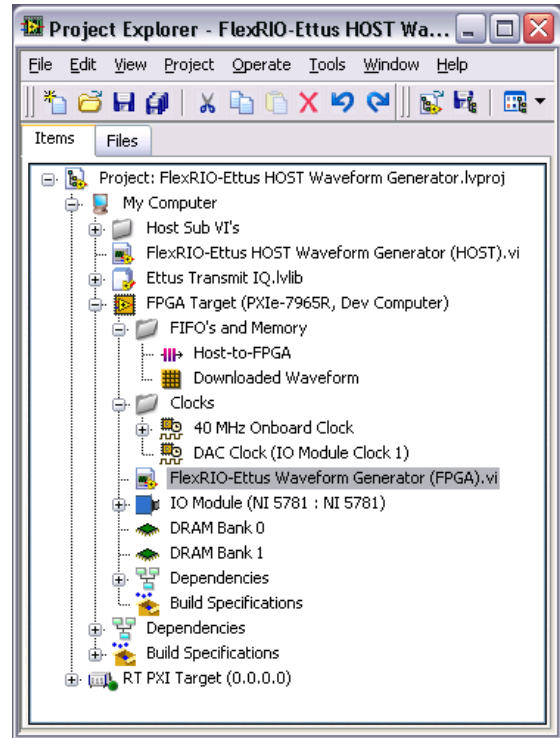 Project Explorer - FlexRIO-Ettus HOST Wa...
File Edit View Project Operate Tools Window Help
Items Files
Project: FlexRIO-Ettus HOST Waveform Generator.lvproj
My Computer
Host Sub VI's
FlexRIO-Ettus HOST Waveform Generator (HOST).vi
Ettus Transmit IQ.lvlib
FPGA Target (PXIe-7965R, Dev Computer)
FIFO's and Memory
Host-to-FPGA
Downloaded Waveform
Clocks
40 MHz Onboard Clock
DAC Clock (IO Module Clock 1)
FlexRIO-Ettus Waveform Generator (FPGA).vi
IO Module (NI 5781 : NI 5781)
DRAM Bank 0
DRAM Bank 1
Dependencies
Build Specifications
Dependencies
Build Specifications
RT PXI Target (0.0.0.0)